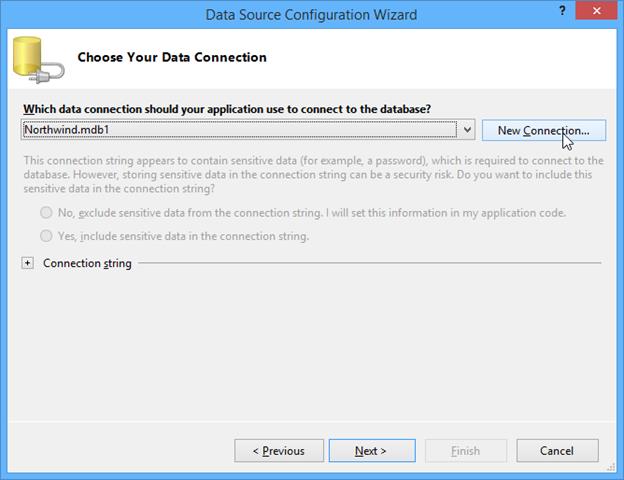 Data Source Configuration Wizard
?
Choose Your Data Connection
Which data connection should your application use to connect to the database?
Northwind.mdb1
New Connection...
This connection string appears to contain sensitive data (for example, a password), which is required to connect to the
database. However, storing sensitive data in the connection string can be a security risk. Do you want to include this
sensitive data in the connection string?
No, exclude sensitive data from the connection string. I will set this information in my application code.
Yes, include sensitive data in the connection string.
Connection string
< Previous
Next >
Finish
Cancel